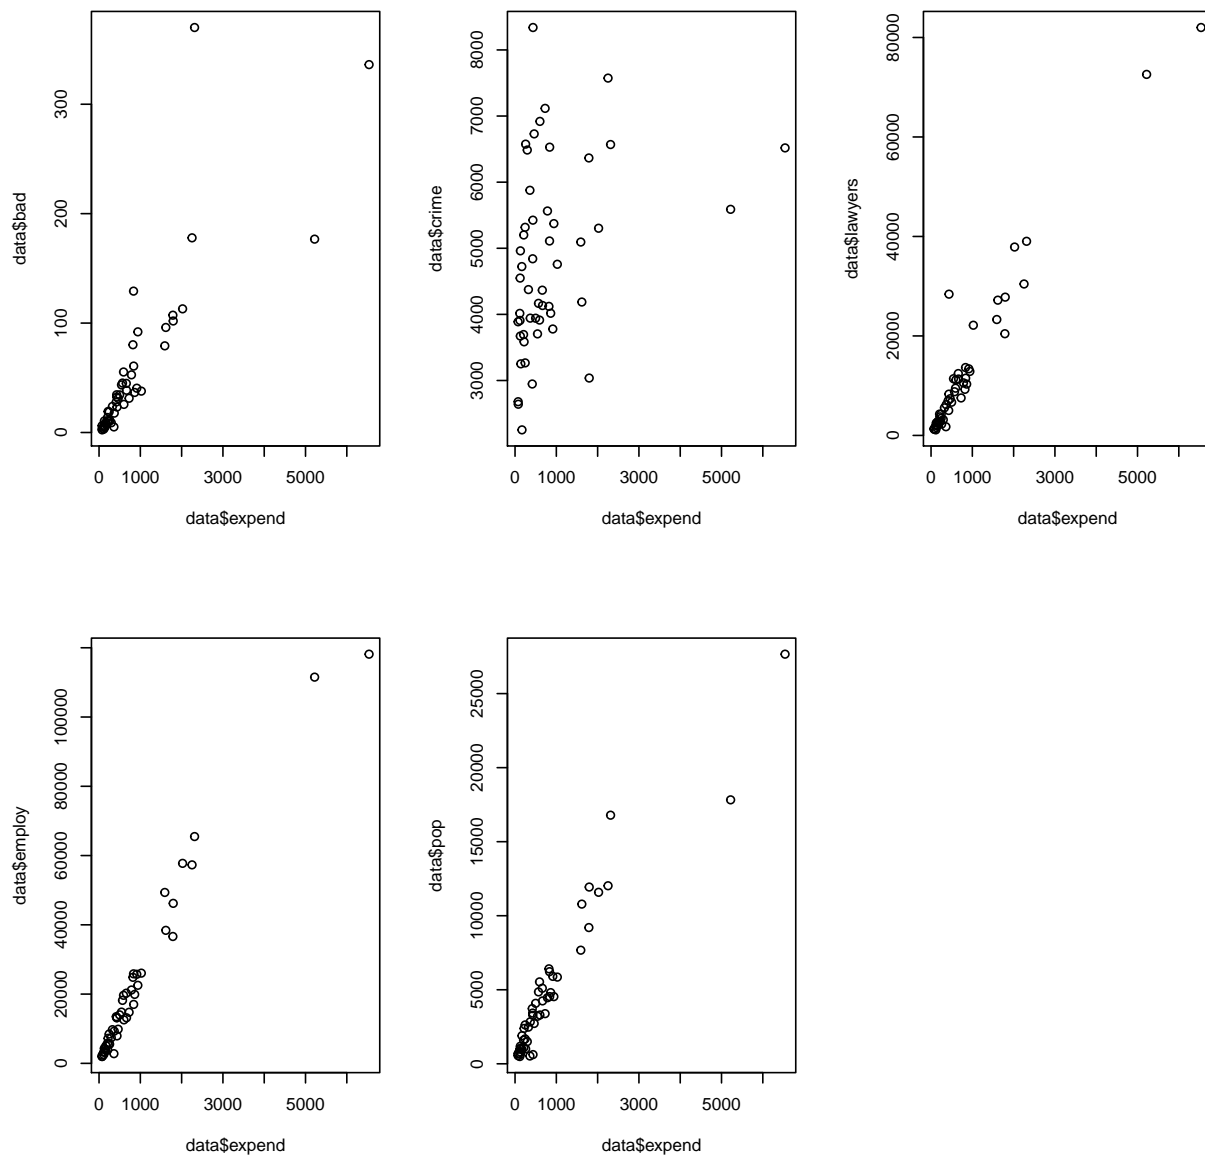 data$bad
0 100 200 300
0 1000 3000 5000
data$expend
data$crime
3000 4000 5000 6000 7000 8000
0 1000 3000 5000
data$expend
data$lawyers
0 20000 40000 60000 80000
0 1000 3000 5000
data$expend
data$employ
0 20000 40000 60000 80000 100000
0 1000 3000 5000
data$expend
data$pop
0 5000 10000 15000 20000 25000
0 1000 3000 5000
data$expend